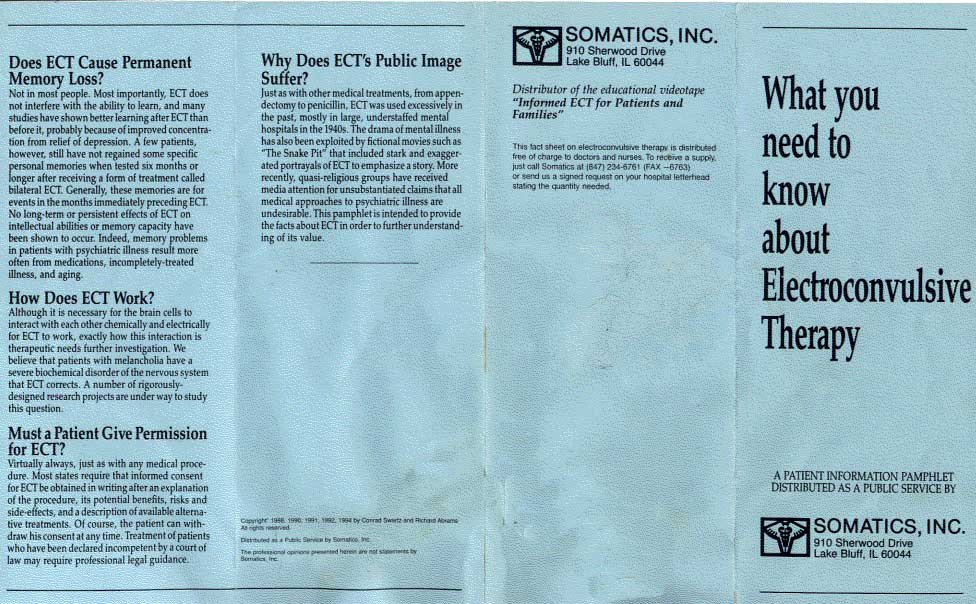 Does ECT Cause Permanent
Memory Loss?
Not in most people. Most importantly, ECT does
not interfere with the ability to learn, and many
studies have shown better learning after ECT than
before it, probably because of improved concentra-
tion from relief of depression. A few patients,
however, still have not regained some specific
personal memories when tested six months or
longer after receiving a form of treatment called
bilateral ECT. Generally, these memories are for
events in the months immediately preceding ECT.
No long-term or persistent effects of ECT on
intellectual abilities or memory capacity have
been shown to occur. Indeed, memory problems
in patients with psychiatric illness result more
often from medications, incompletely-treated
illness, and aging.
How Does ECT Work?
Although it is necessary for the brain cells to
interact with each other chemically and electrically
for ECT to work, exactly how this interaction is
therapeutic needs further investigation. We
believe that patients with melancholia have a
severe biochemical disorder of the nervous system
that ECT corrects. A number of rigorously-
designed research projects are under way to study
this question.
Must a Patient Give Permission
for ECT?
Virtually always, just as with any medical proce-
dure. Most states require that informed consent
for ECT be obtained in writing after an explanation
of the procedure, its potential benefits, risks and
side-effects, and a description of available alterna-
tive treatments. Of course, the patient can with-
draw his consent at any time. Treatment of patients
who have been declared incompetent by a court of
law may require professional legal guidance.
Why Does ECT's Public Image
Suffer?
Just as with other medical treatments, from appen-
dectomy to penicillin, ECT was used excessively in
the past, mostly in large, understaffed mental
hospitals in the 1940s. The drama of mental illness
has also been exploited by fictional movies such as
"The Snake Pit" that included stark and exagger-
ated portrayals of ECT to emphasize a story. More
recently, quasi-religious groups have received
media attention for unsubstantiated claims that all
medical approaches to psychiatric illness are
undesirable. This pamphlet is intended to provide
the facts about ECT in order to further understand-
ing of its value.
Copyright 1988, 1990, 1991, 1992, 1994 by Conrad Swartz and Richard Abrams
All rights reserved.
Distributed as a Public Service by Somatics, Inc.
The professional opinions presented herein are not statements by
Somatics, Inc.
SOMATICS, INC.
910 Sherwood Drive
Lake Bluff, IL 60044
Distributor of the educational videotape
"Informed ECT for Patients and
Families"
This fact sheet on electroconvulsive therapy is distributed
free of charge to doctors and nurses. To receive a supply,
just call Somatics at (847) 234-6761 (FAX –6763)
or send us a signed request on your hospital letterhead
stating the quantity needed.
What you
need to
know
about
Electroconvulsive
Therapy
A PATIENT INFORMATION PAMPHLET
DISTRIBUTED AS A PUBLIC SERVICE BY
SOMATICS, INC.
910 Sherwood Drive
Lake Bluff, IL 60044